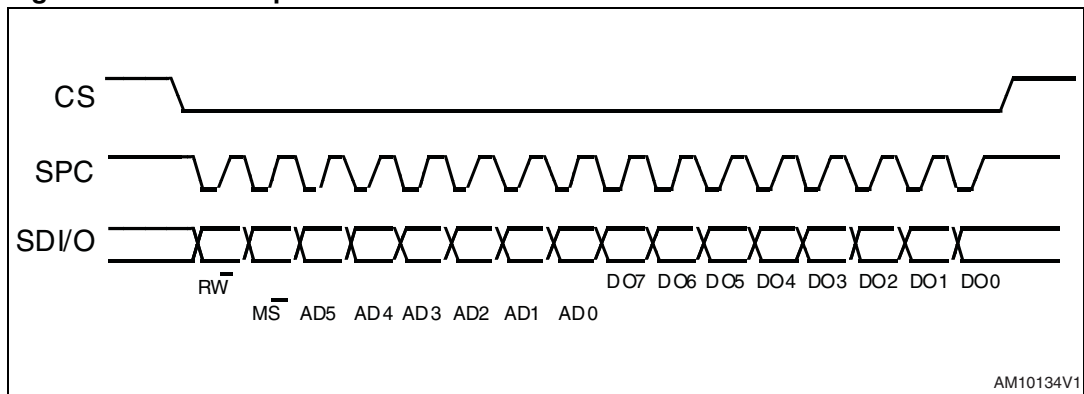 CS
SPC
SDI/O
RW
DO7 DO6 DO5 DO4 DO3 DO2 DO1 DO0
MS AD5 AD4 AD3 AD2 AD1 AD0
AM10134V1